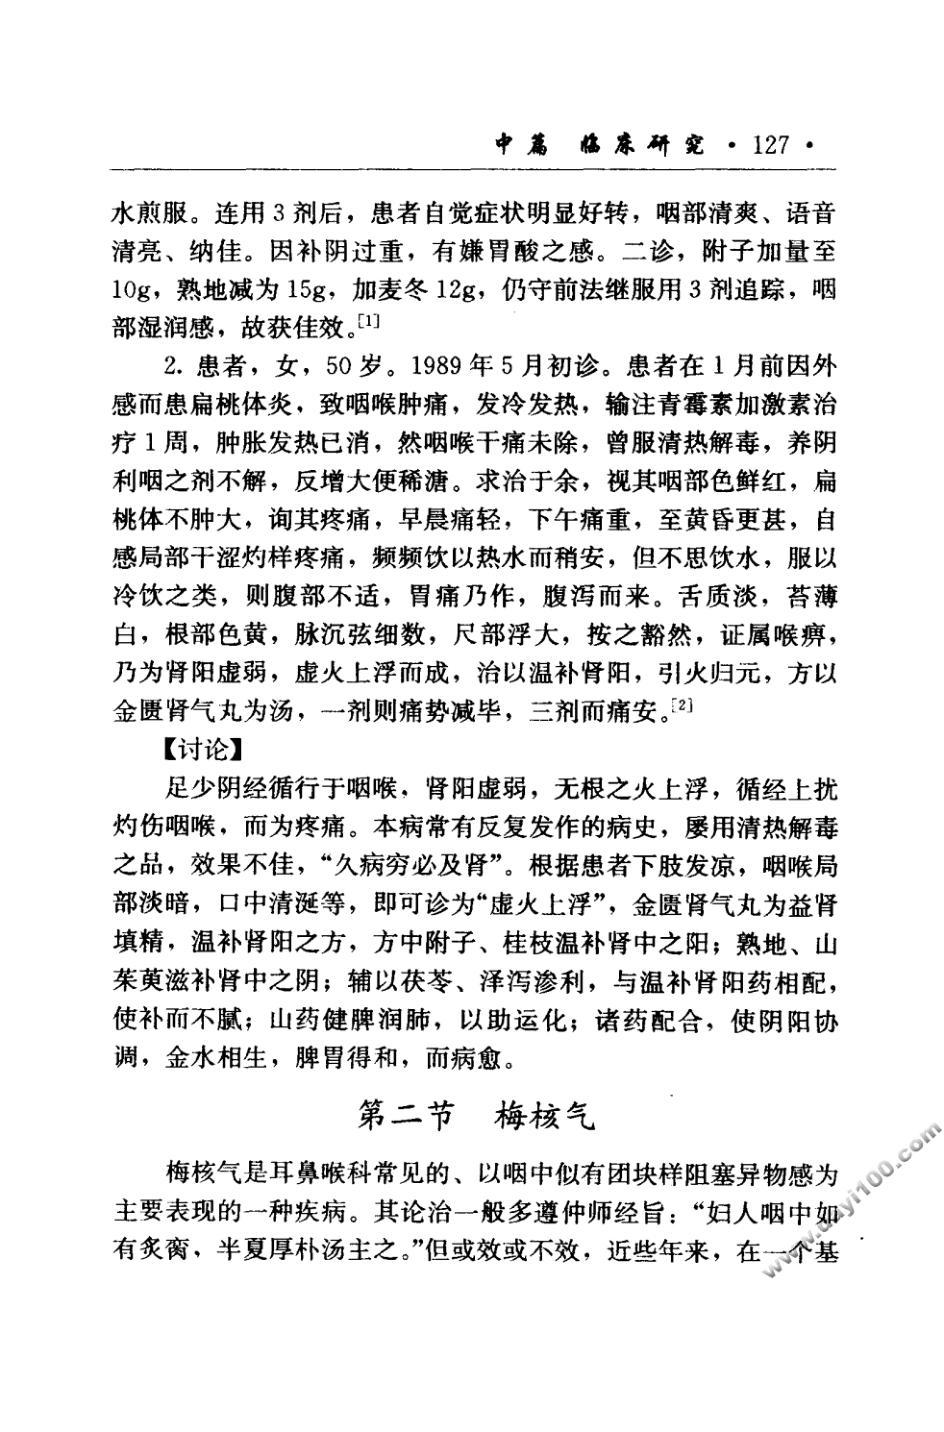 中篇 临床研究 · 127 ·
水煎服。连用 3 剂后，患者自觉症状明显好转，咽部清爽、语音
清亮、纳佳。因补阴过重，有嫌胃酸之感。二诊，附子加量至
10g，熟地减为 15g，加麦冬 12g，仍守前法继服用 3 剂追踪，咽
部湿润感，故获佳效。[1]
2. 患者，女，50 岁。1989 年 5 月初诊。患者在 1 月前因外
感而患扁桃体炎，致咽喉肿痛，发冷发热，输注青霉素加激素治
疗 1 周，肿胀发热已消，然咽喉干痛未除，曾服清热解毒，养阴
利咽之剂不解，反增大便稀溏。求治于余，视其咽部色鲜红，扁
桃体不肿大，询其疼痛，早晨痛轻，下午痛重，至黄昏更甚，自
感局部干涩灼样疼痛，频频饮以热水而稍安，但不思饮水，服以
冷饮之类，则腹部不适，胃痛乃作，腹泻而来。舌质淡，苔薄
白，根部色黄，脉沉弦细数，尺部浮大，按之豁然，证属喉痹，
乃为肾阳虚弱，虚火上浮而成，治以温补肾阳，引火归元，方以
金匮肾气丸为汤，一剂则痛势减毕，三剂而痛安。[2]
【讨论】
足少阴经循行于咽喉，肾阳虚弱，无根之火上浮，循经上扰
灼伤咽喉，而为疼痛。本病常有反复发作的病史，屡用清热解毒
之品，效果不佳，“久病穷必及肾”。根据患者下肢发凉，咽喉局
部淡暗，口中清涎等，即可诊为“虚火上浮”，金匮肾气丸为益肾
填精，温补肾阳之方，方中附子、桂枝温补肾中之阳；熟地、山
茱萸滋补肾中之阴；辅以茯苓、泽泻渗利，与温补肾阳药相配，
使补而不腻；山药健脾润肺，以助运化；诸药配合，使阴阳协
调，金水相生，脾胃得和，而病愈。
第二节 梅核气
梅核气是耳鼻喉科常见的、以咽中似有团块样阻塞异物感为
主要表现的一种疾病。其论治一般多遵仲师经旨：“妇人咽中如
有炙脔，半夏厚朴汤主之。”但或效或不效，近些年来，在一个基